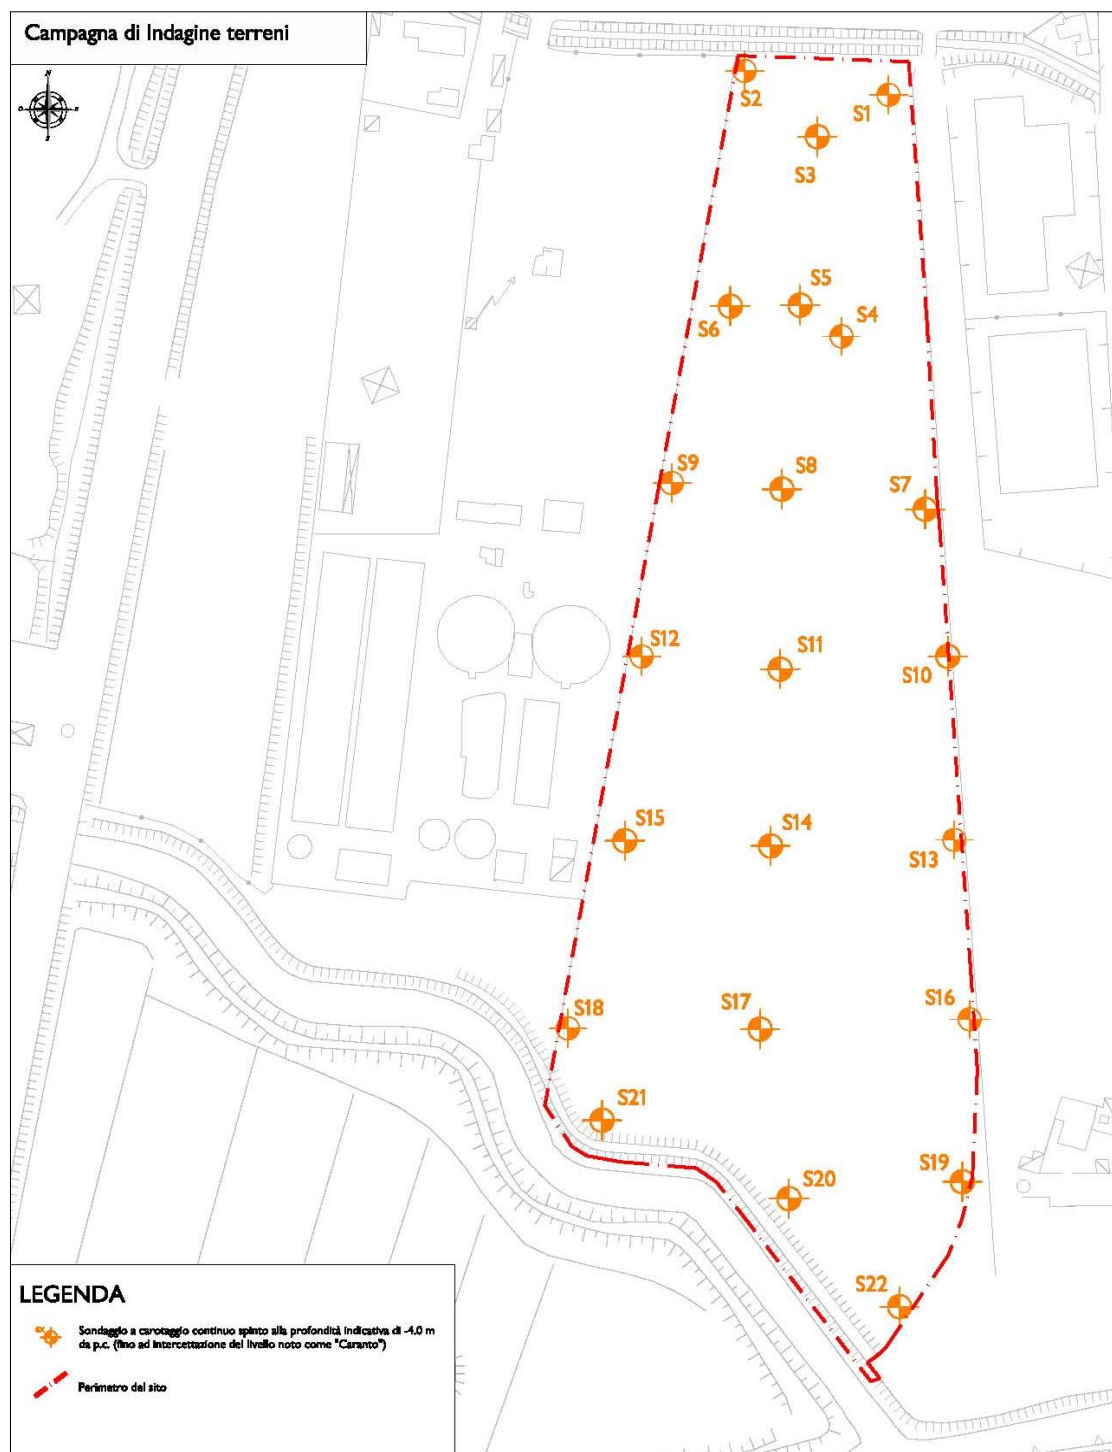 Campagna di Indagine terreni
N
O
E
S
S2
S1
S3
S5
S4
S6
S9
S8
S7
S12
S11
S10
S15
S14
S13
S18
S17
S16
S21
S19
S20
S22
LEGENDA
SX
Sondaggio a carotaggio continuo spinto alla profondità indicativa di -4.0 m
da p.c. (fino ad intercettazione del livello noto come "Caranto")
Perimetro del sito